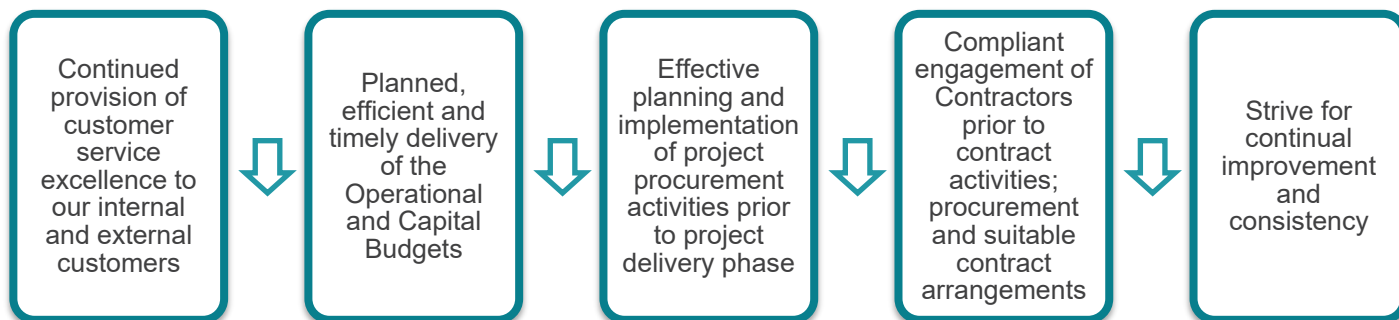 Continued
provision of
customer
service
excellence to
our internal
and external
customers
Planned,
efficient and
timely delivery
of the
Operational
and Capital
Budgets
Effective
planning and
implementation
of project
procurement
activities prior
to project
delivery phase
Compliant
engagement of
Contractors
prior to
contract
activities;
procurement
and suitable
contract
arrangements
Strive for
continual
improvement
and
consistency